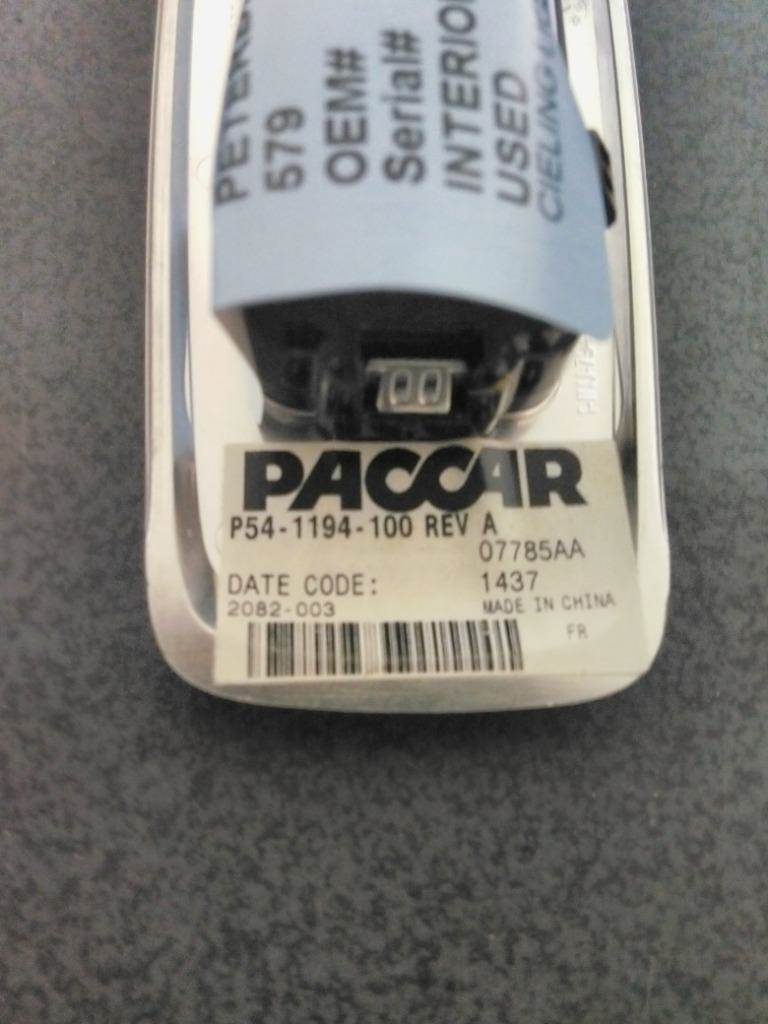 579
OEM#
Serial#
USED
PACCAR
P54-1194-100 REV A
07785AA
DATE CODE: 1437
2082-003 MADE IN CHINA
FR